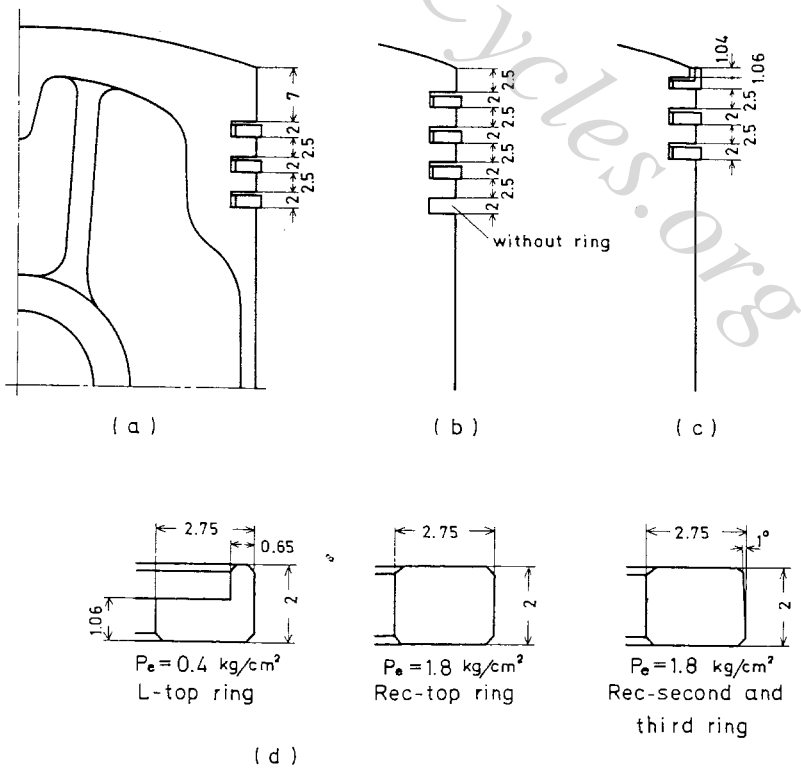 7
2
2.5
2
2.5
2
(a)
2.5
2
2.5
2
2.5
2
2.5
2
without ring
(b)
1.04
1.06
2.5
2
2.5
2
(c)
cycles.org
2.75
0.65
1.06
2
Pe = 0.4 kg/cm²
L-top ring
2.75
2
Pe = 1.8 kg/cm²
Rec-top ring
2.75
1°
2
Pe = 1.8 kg/cm²
Rec-second and
third ring
(d)